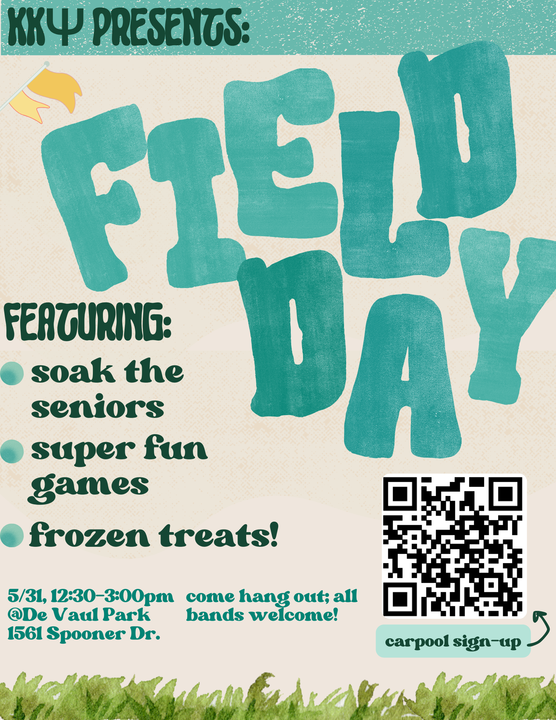 KKΨ PRESENTS:
FIELD
DAY
FEATURING:
soak the
seniors
super fun
games
frozen treats!
5/31, 12:30-3:00pm
@De Vaul Park
1561 Spooner Dr.
come hang out; all
bands welcome!
carpool sign-up